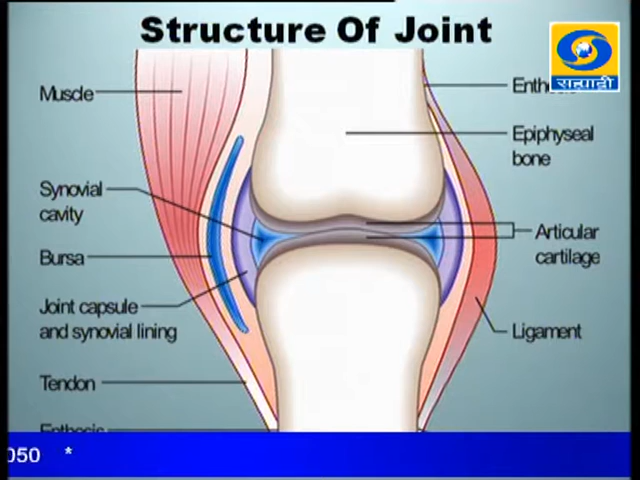 Structure Of Joint
सह्याद्री
Muscle
Epiphyseal
bone
Synovial
cavity
Articular
cartilage
Bursa
Joint capsule
and synovial lining
Ligament
Tendon
Enthesis
050 *